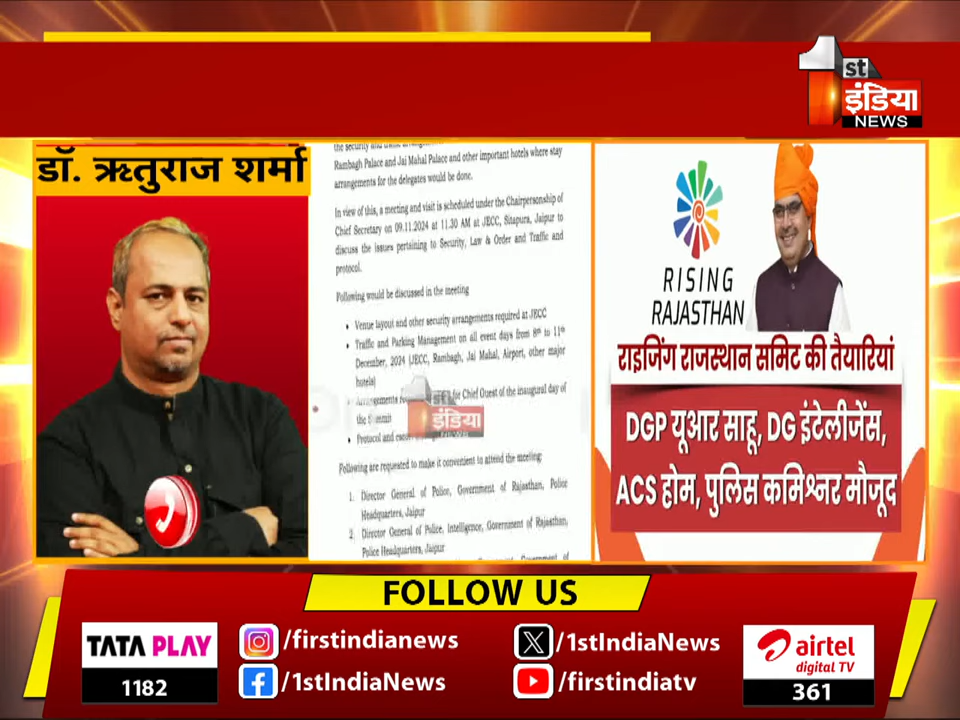 1st
इंडिया
NEWS
डॉ. ऋतुराज शर्मा
the security and traffic
Rambagh Palace and Jai Mahal Palace and other important hotels where stay
arrangements for the delegates would be done.
In view of this, a meeting and visit is scheduled under the Chairpersonship of
Chief Secretary on 09.11.2024 at 11.30 AM at JECC, Sitapura, Jaipur to
discuss the issues pertaining to Security, Law & Order and Traffic and
protocol.
Following would be discussed in the meeting
• Venue layout and other security arrangements required at JECC
• Traffic and Parking Management on all event days from 8th to 11th
December, 2024 (JECC, Rambagh, Jai Mahal, Airport, other major
hotels)
for Chief Guest of the inaugural day of
the
• Protocol and
Following are requested to make it convenient to attend the meeting:
1. Director General of Police, Government of Rajasthan, Police
Headquarters, Jaipur
2. Director General of Police, Intelligence, Government of Rajasthan,
Police Headquarters, Jaipur
1st
इंडिया
NEWS
RISING
RAJASTHAN
राइजिंग राजस्थान समिट की तैयारियां
DGP यूआर साहू, DG इंटेलीजेंस,
ACS होम, पुलिस कमिश्नर मौजूद
FOLLOW US
TATA PLAY
1182
/firstindianews
/1stIndiaNews
/1stIndiaNews
/firstindiatv
airtel
digital TV
361